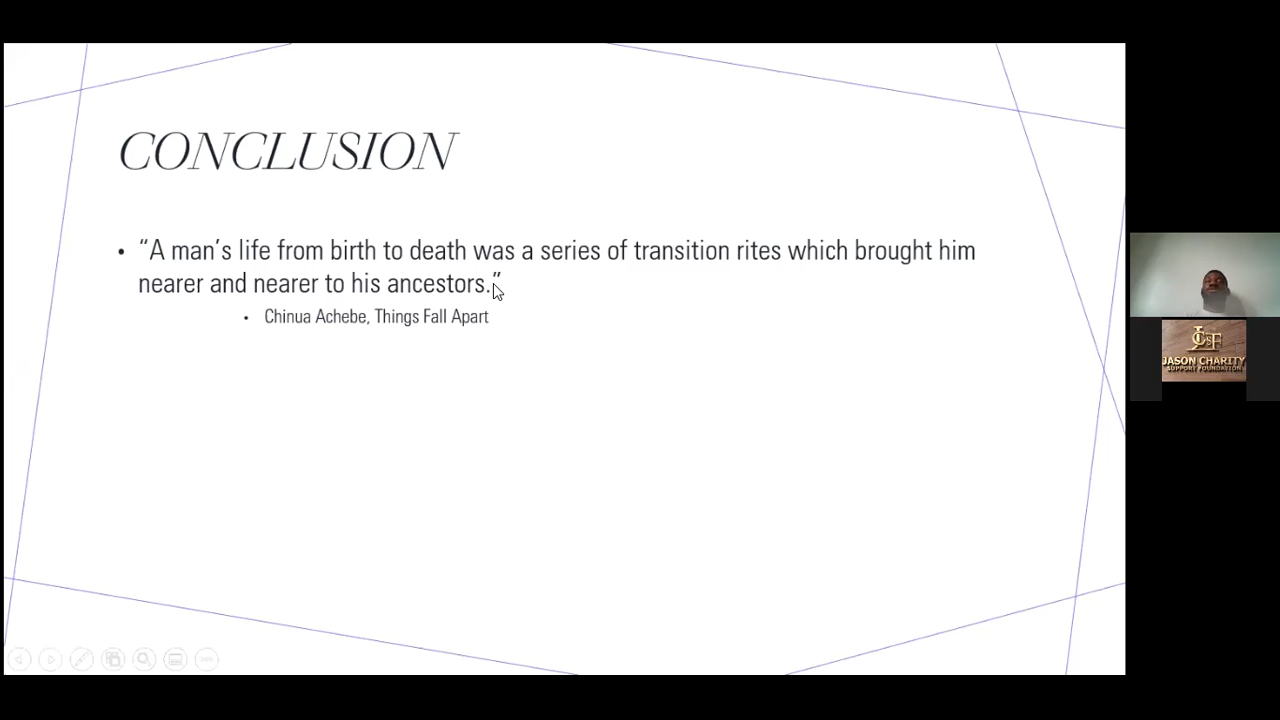 CONCLUSION
• “A man’s life from birth to death was a series of transition rites which brought him
nearer and nearer to his ancestors.”
• Chinua Achebe, Things Fall Apart
JCSF
JASON CHARITY
SUPPORT FOUNDATION